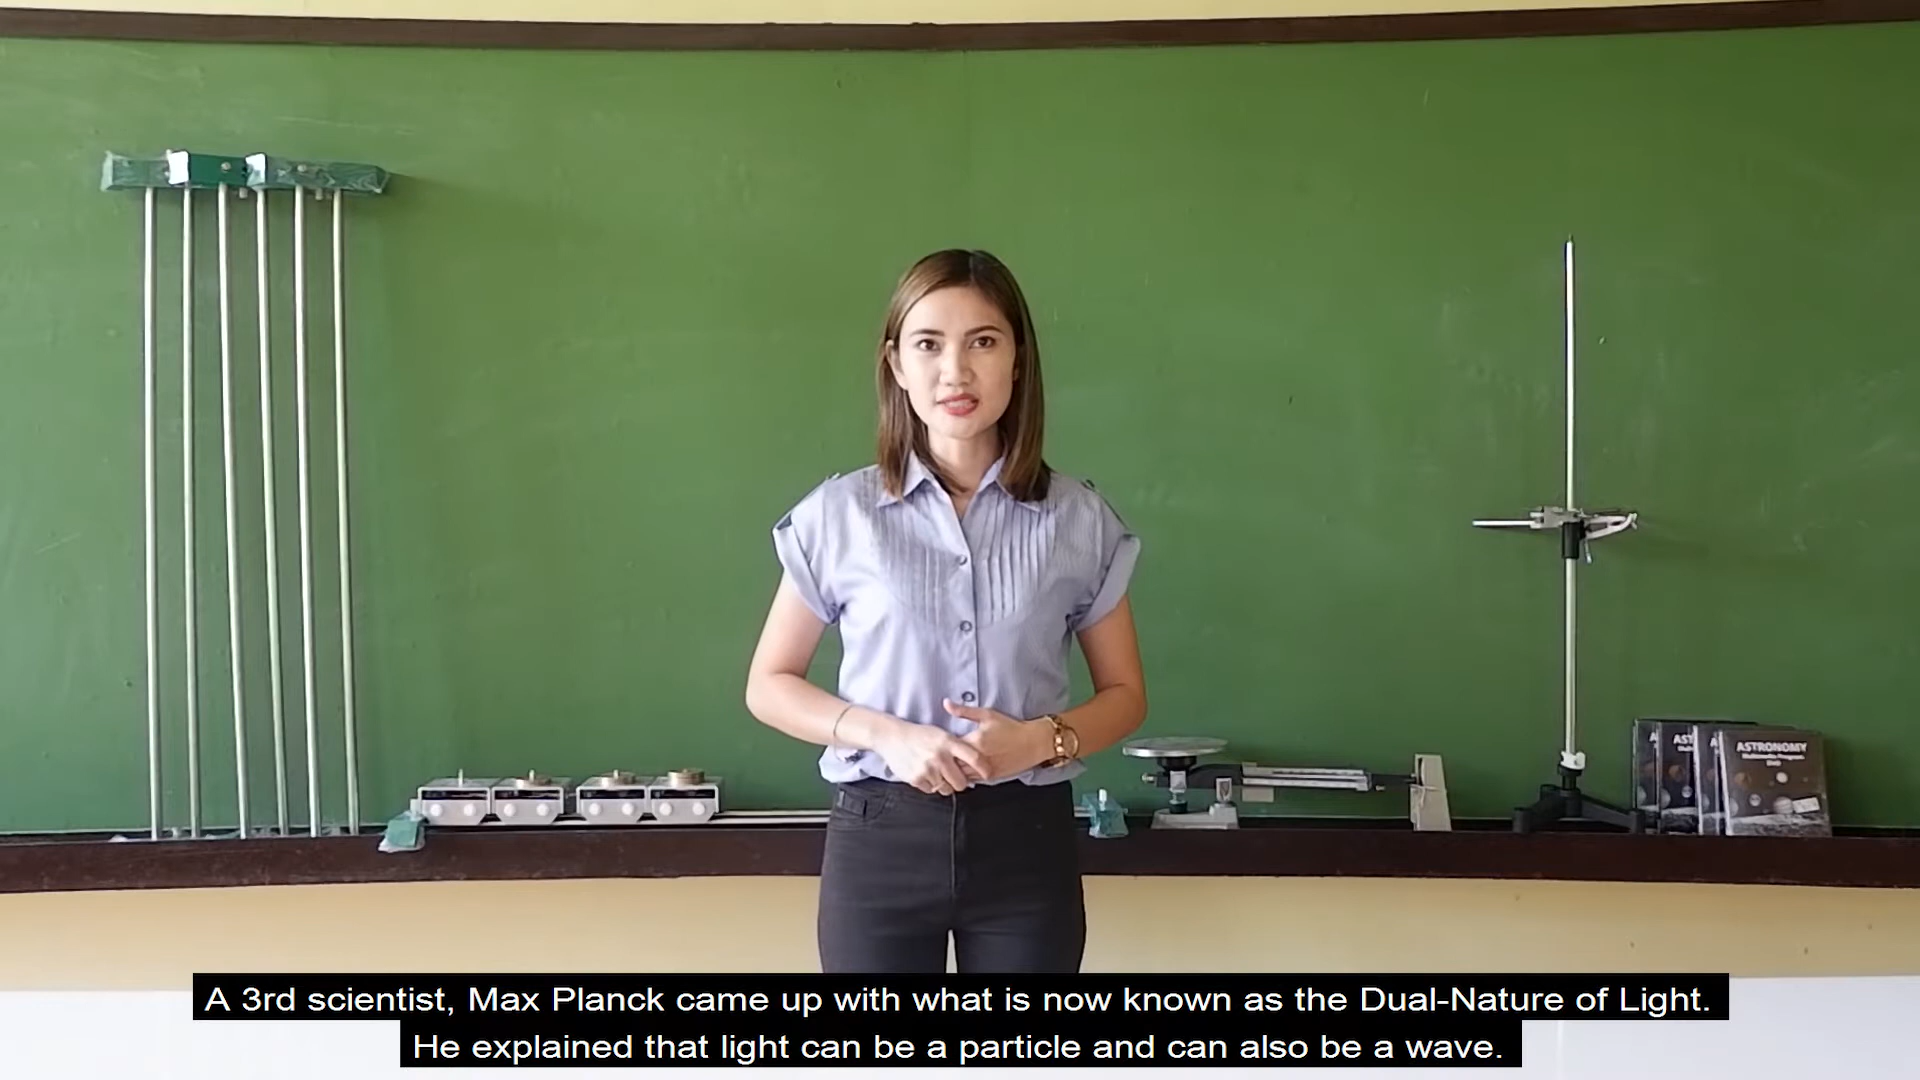 ASTRONOMY
A 3rd scientist, Max Planck came up with what is now known as the Dual-Nature of Light.
He explained that light can be a particle and can also be a wave.